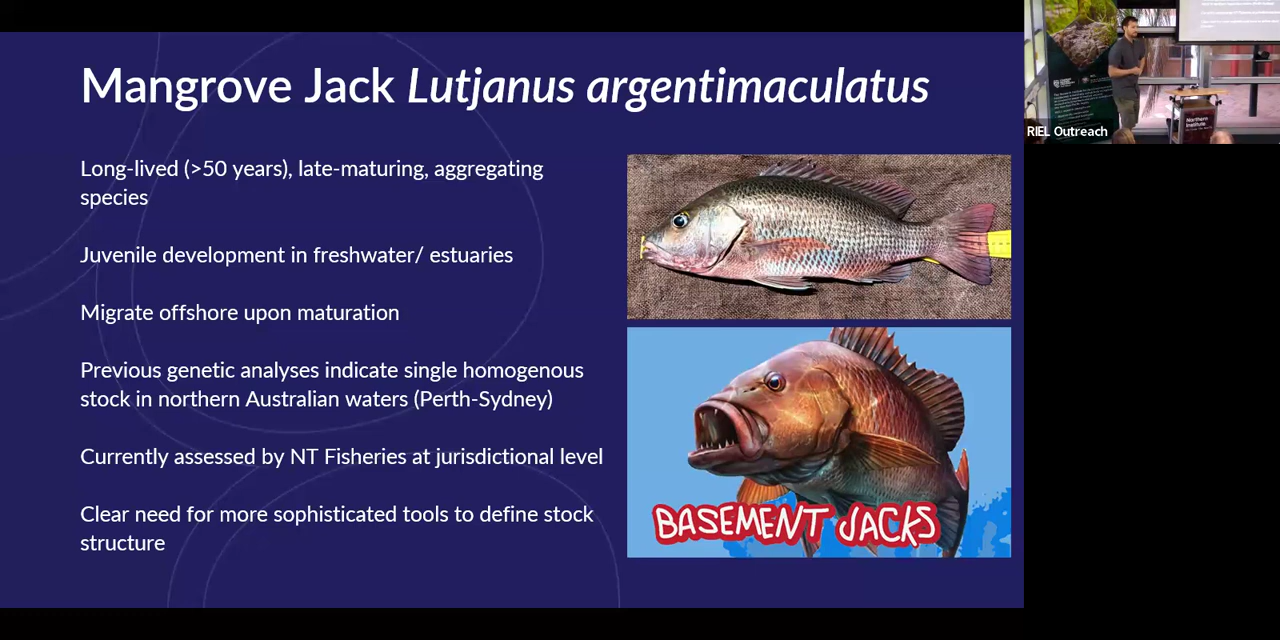 Mangrove Jack Lutjanus argentimaculatus
Long-lived (>50 years), late-maturing, aggregating
species
Juvenile development in freshwater/ estuaries
Migrate offshore upon maturation
Previous genetic analyses indicate single homogenous
stock in northern Australian waters (Perth-Sydney)
Currently assessed by NT Fisheries at jurisdictional level
Clear need for more sophisticated tools to define stock
structure
BASEMENT JACKS
RIEL Outreach
Northern
Institute